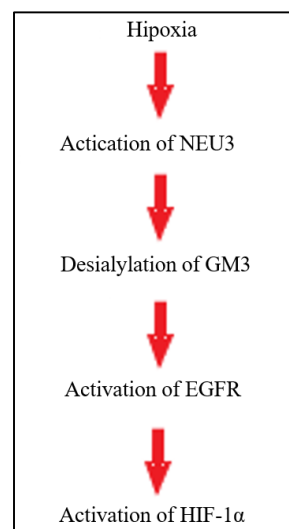 Hipoxia
Actication of NEU3
Desialylation of GM3
Activation of EGFR
Activation of HIF-1α